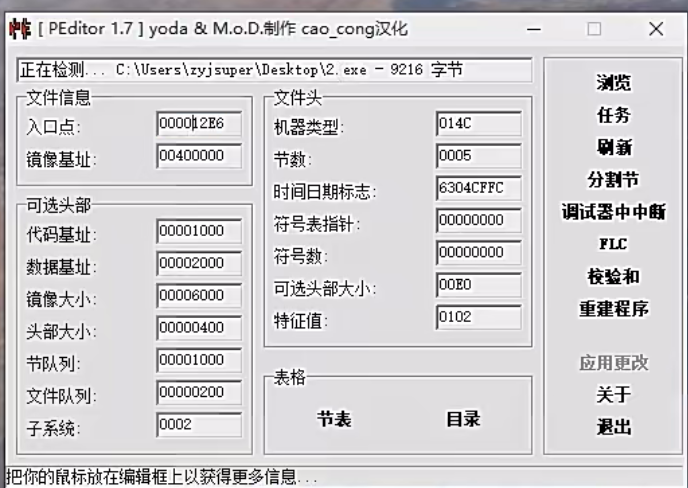 [ PEditor 1.7 ] yoda & M.o.D.制作 cao_cong汉化
正在检测... C:\Users\zyjsuper\Desktop\2.exe - 9216 字节
文件信息
入口点: 000012E6
镜像基址: 00400000
可选头部
代码基址: 00001000
数据基址: 00002000
镜像大小: 00006000
头部大小: 00000400
节队列: 00001000
文件队列: 00000200
子系统: 0002
文件头
机器类型: 014C
节数: 0005
时间日期标志: 6304CFFC
符号表指针: 00000000
符号数: 00000000
可选头部大小: 00E0
特征值: 0102
表格
节表 目录
浏览
任务
刷新
分割节
调试器中中断
FLC
校验和
重建程序
应用更改
关于
退出
把你的鼠标放在编辑框上以获得更多信息...